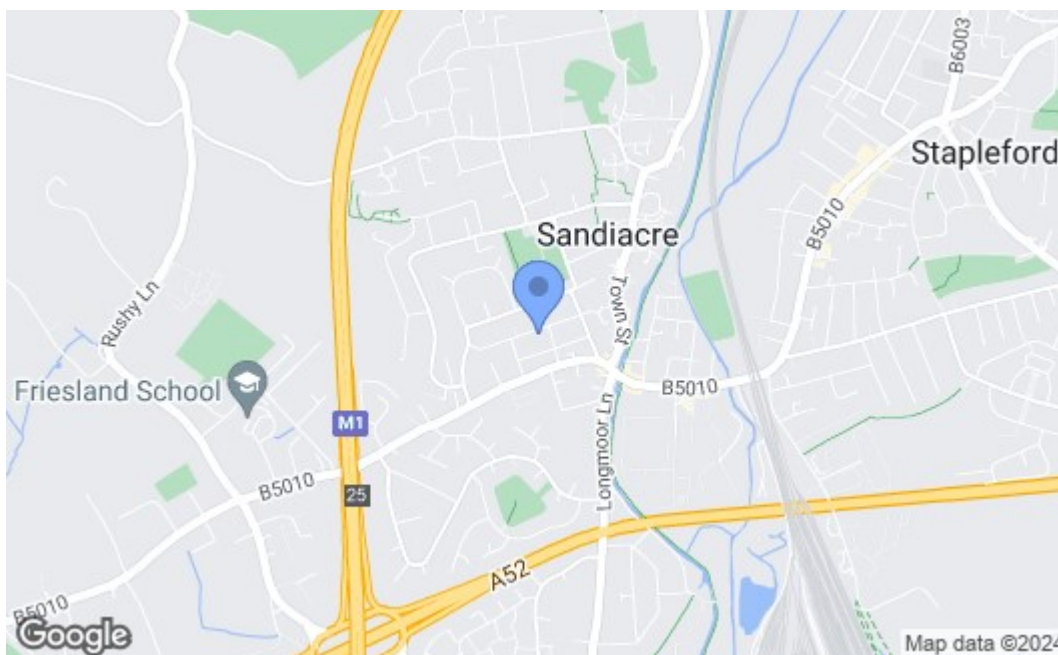 B6003
Stapleford
B5010
Sandiacre
Town St
Rushy Ln
Friesland School
M1
B5010
Longmoor Ln
B5010
25
A52
B5010
Google
Map data ©2024